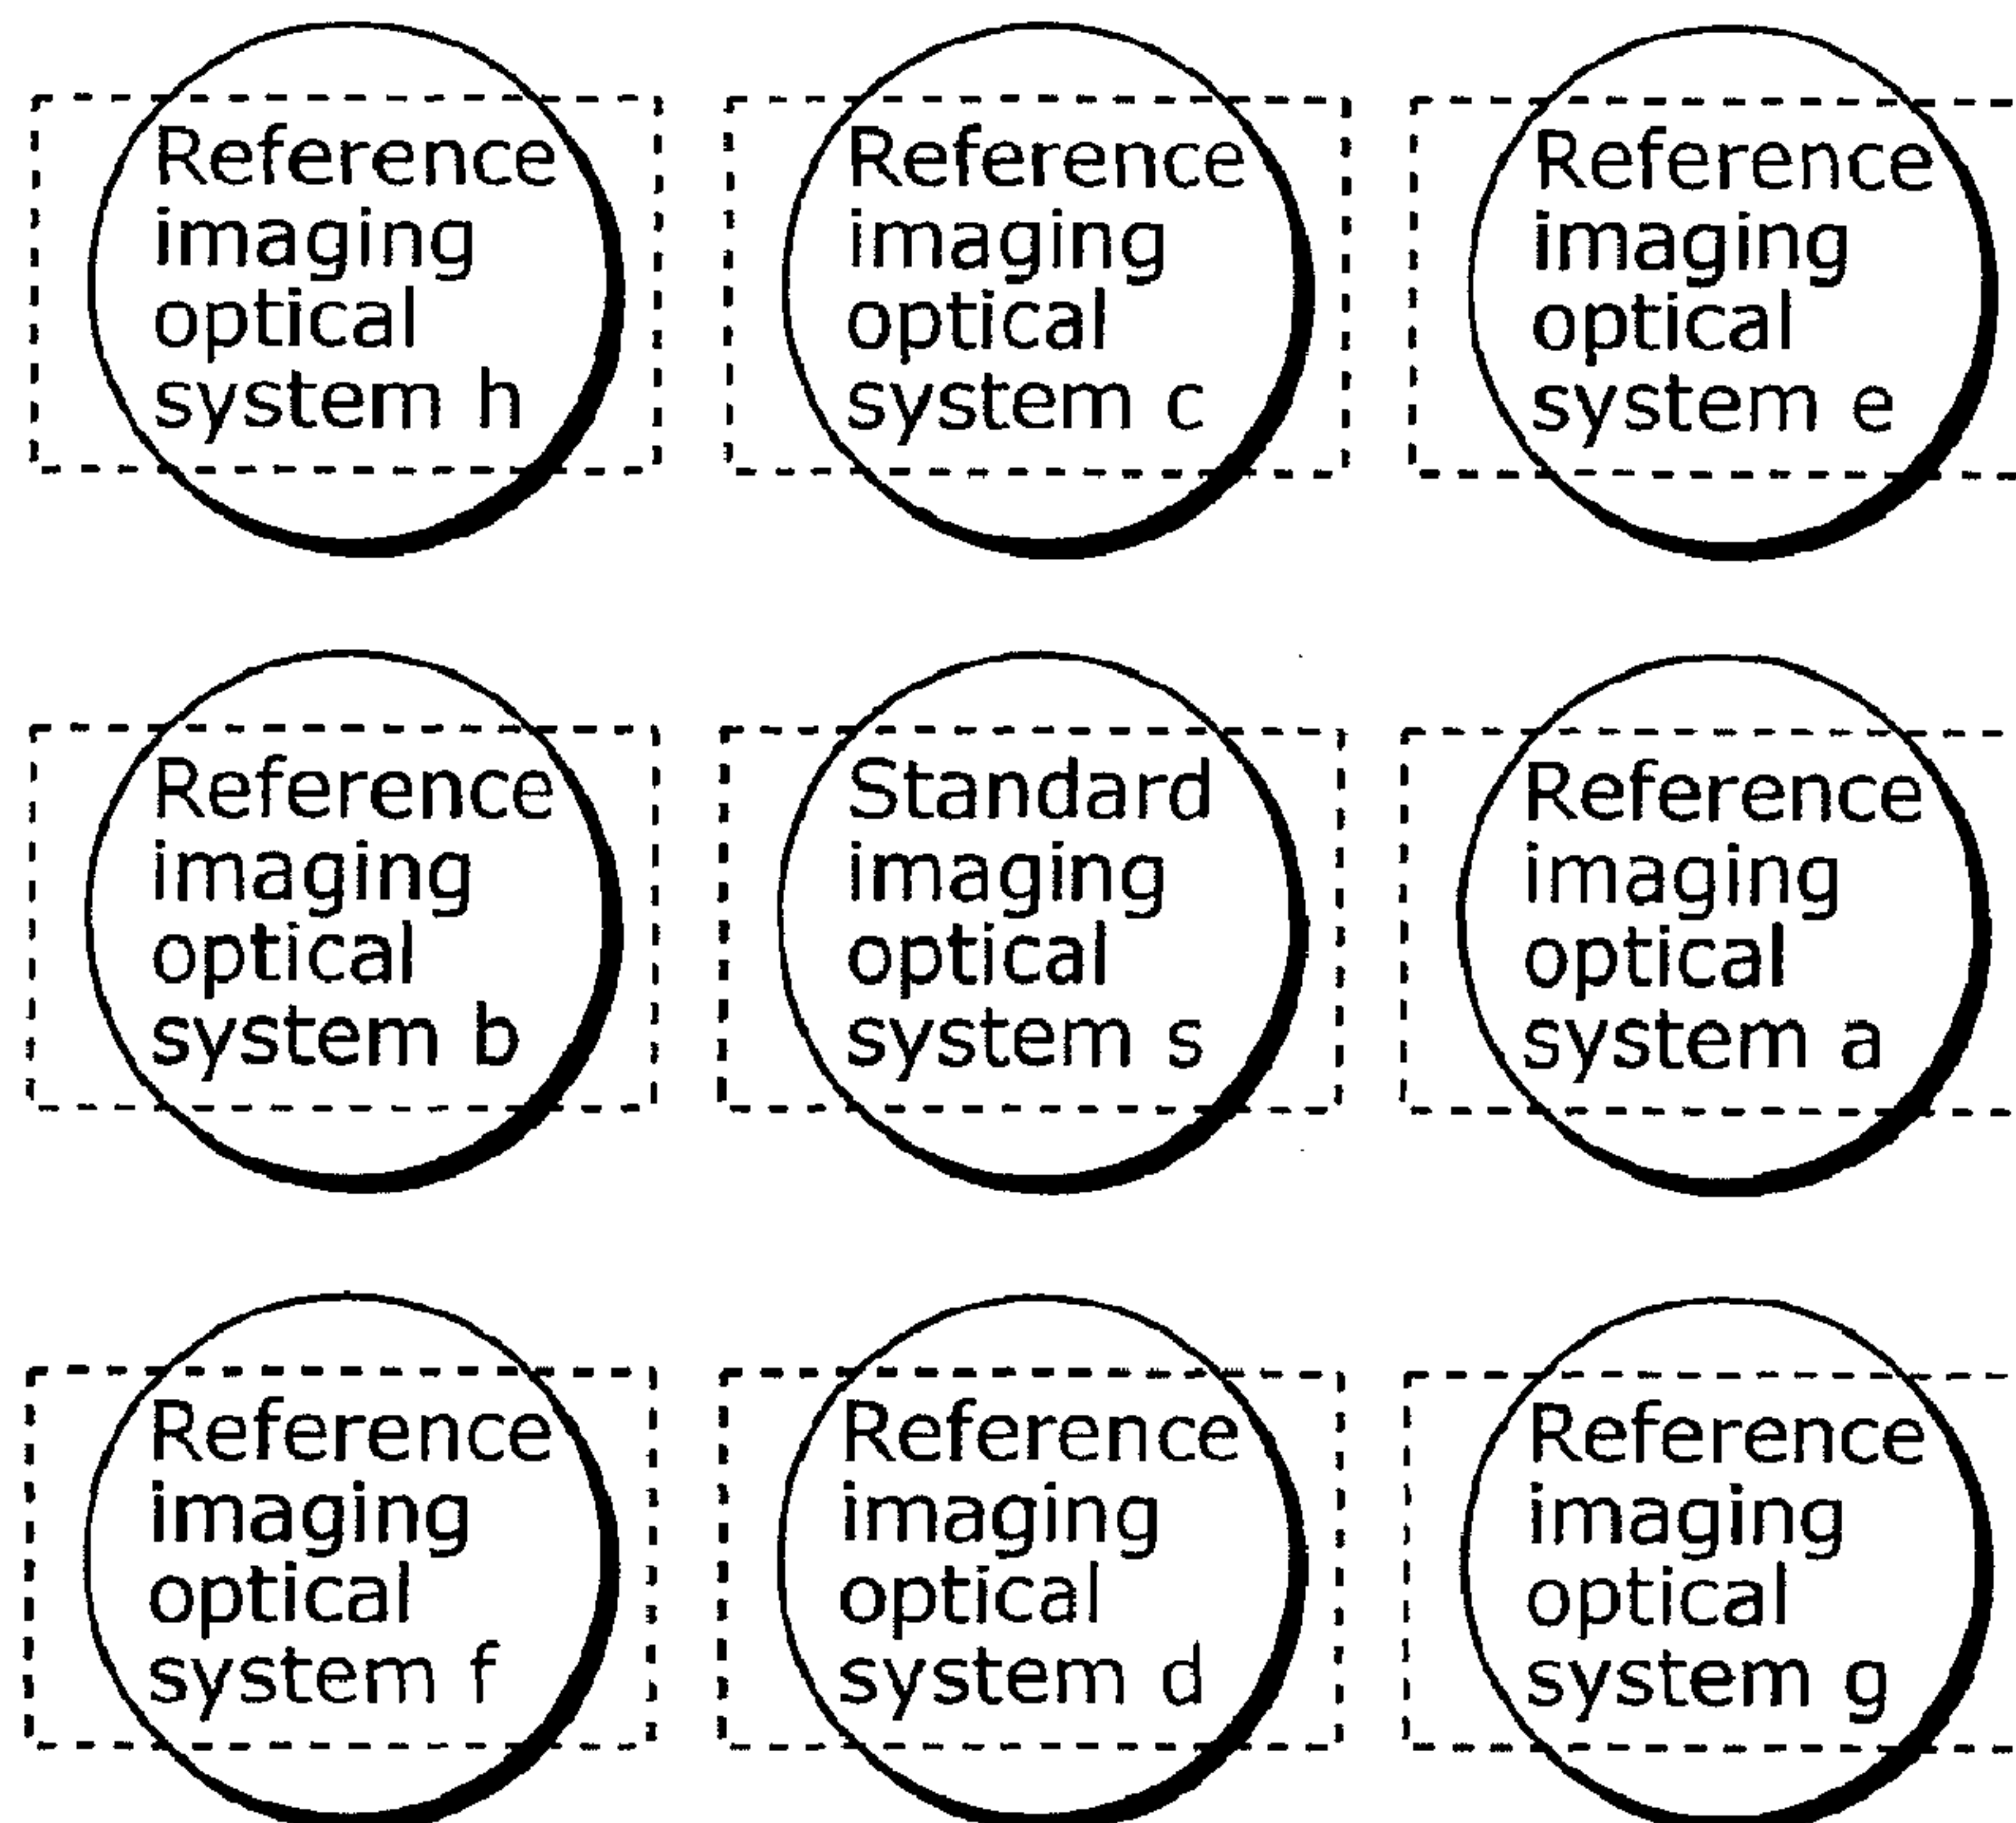 Reference
imaging
optical
system h
Reference
imaging
optical
system c
Reference
imaging
optical
system e
Reference
imaging
optical
system b
Standard
imaging
optical
system s
Reference
imaging
optical
system a
Reference
imaging
optical
system f
Reference
imaging
optical
system d
Reference
imaging
optical
system g